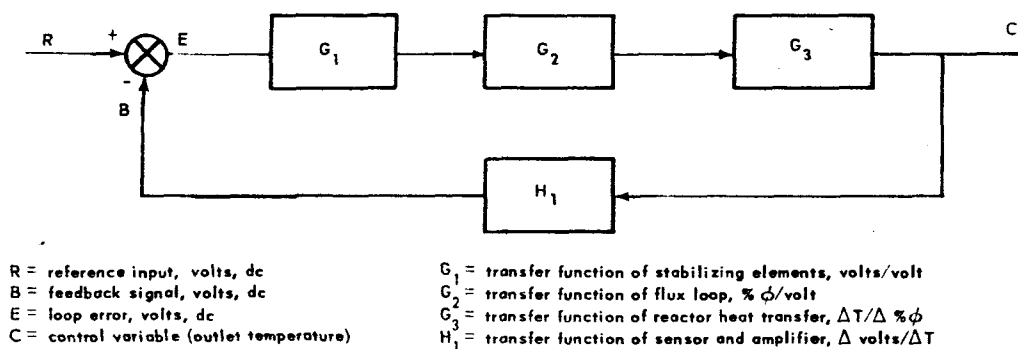 R
+
E
G1
G2
G3
C
-
B
H1
R = reference input, volts, dc
B = feedback signal, volts, dc
E = loop error, volts, dc
C = control variable (outlet temperature)
G1 = transfer function of stabilizing elements, volts/volt
G2 = transfer function of flux loop, % ϕ/volt
G3 = transfer function of reactor heat transfer, ΔT/Δ % ϕ
H1 = transfer function of sensor and amplifier, Δ volts/ΔT